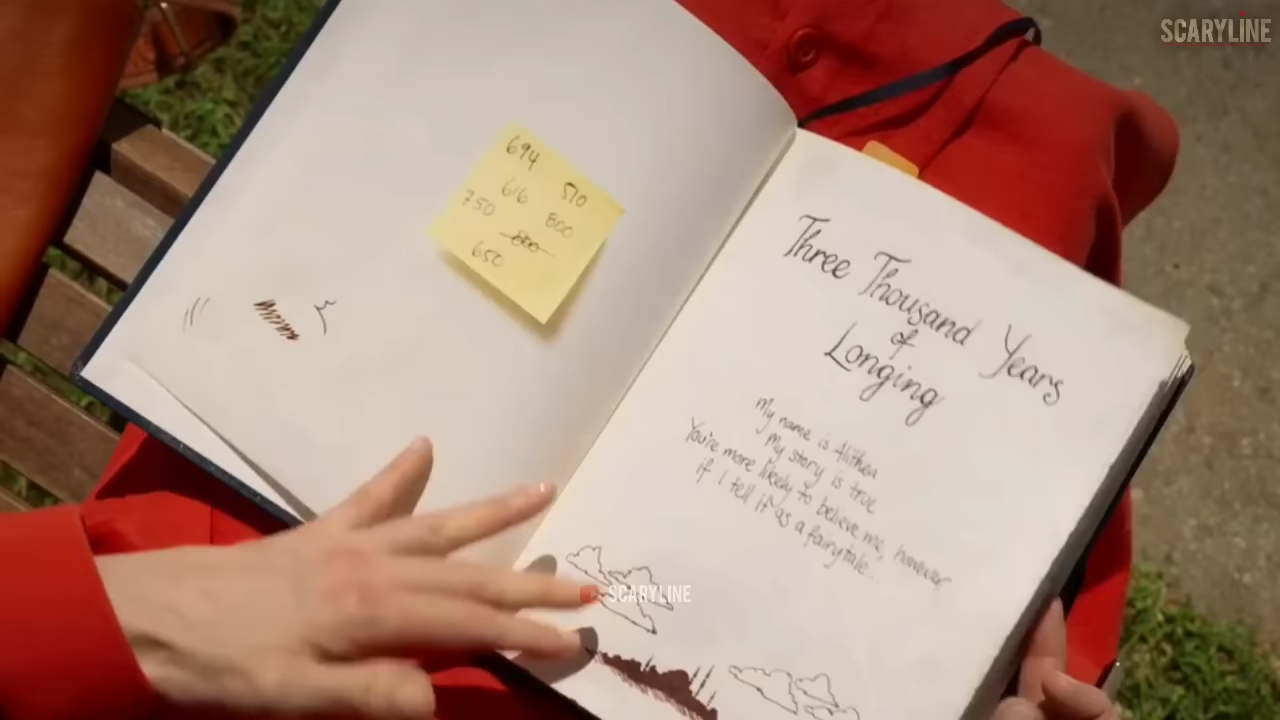 SCARYLINE
694
616 510
750 800
800
650
Three Thousand Years
of
Longing
My name is Alithea
My story is true
You're more likely to believe me, however
if I tell it as a fairytale...
SCARYLINE